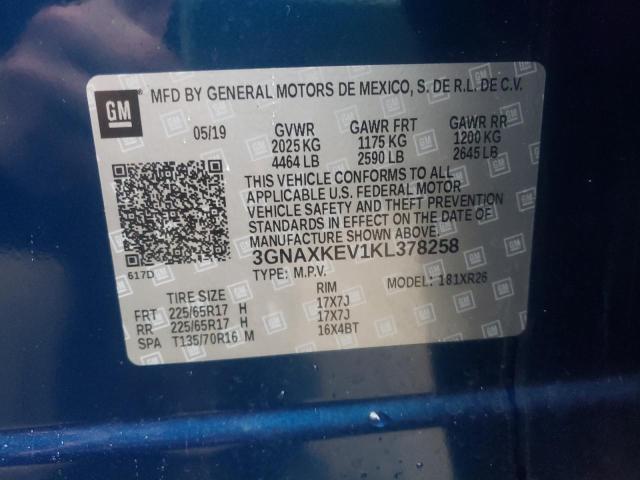 GM MFD BY GENERAL MOTORS DE MEXICO, S. DE R.L. DE C.V.
05/19 GVWR GAWR FRT GAWR RR
2025 KG 1175 KG 1200 KG
4464 LB 2590 LB 2645 LB
THIS VEHICLE CONFORMS TO ALL
APPLICABLE U.S. FEDERAL MOTOR
VEHICLE SAFETY AND THEFT PREVENTION
STANDARDS IN EFFECT ON THE DATE OF
MANUFACTURE SHOWN ABOVE.
3GNAXKEV1KL378258
617D TYPE: M.P.V. MODEL: 181XR26
TIRE SIZE RIM
FRT 225/65R17 H 17X7J
RR 225/65R17 H 17X7J
SPA T135/70R16 M 16X4BT